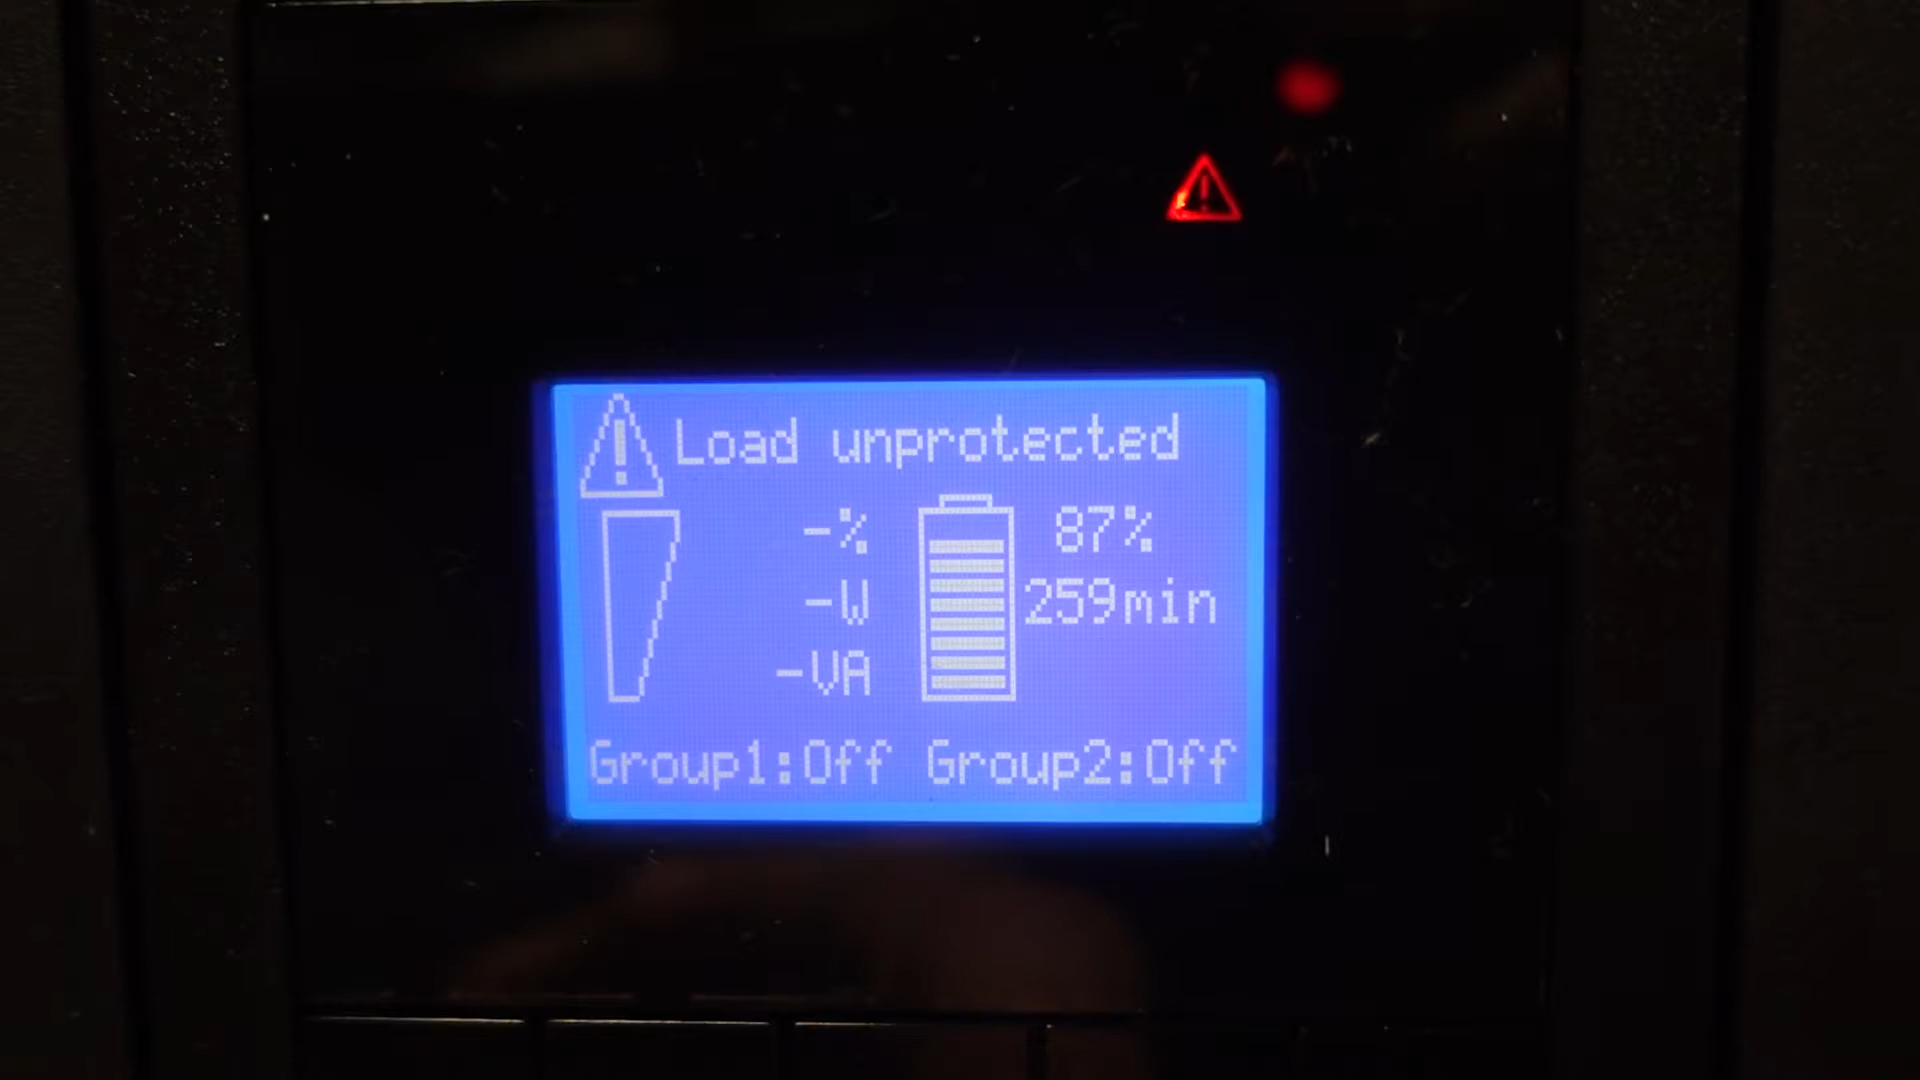 Load unprotected
-% 87%
-W 259min
-VA
Group1:Off Group2:Off